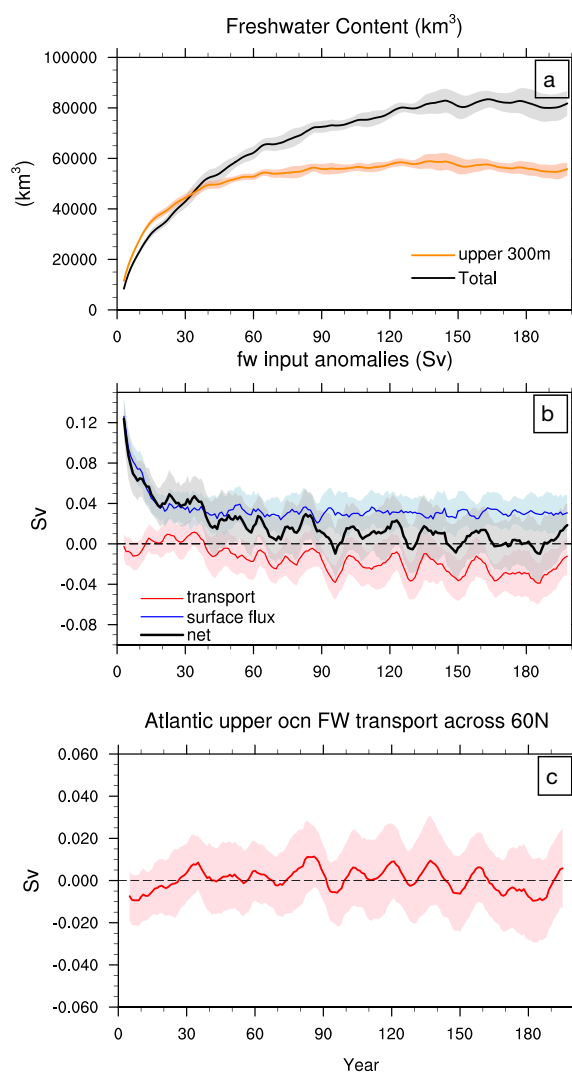 Freshwater Content (km³)
a
100000
80000
60000
40000
20000
0
(km³)
upper 300m
Total
0 30 60 90 120 150 180
fw input anomalies (Sv)
b
0.12
0.08
0.04
0.00
-0.04
-0.08
Sv
transport
surface flux
net
0 30 60 90 120 150 180
Atlantic upper ocn FW transport across 60N
c
0.060
0.040
0.020
0.000
-0.020
-0.040
-0.060
Sv
0 30 60 90 120 150 180
Year